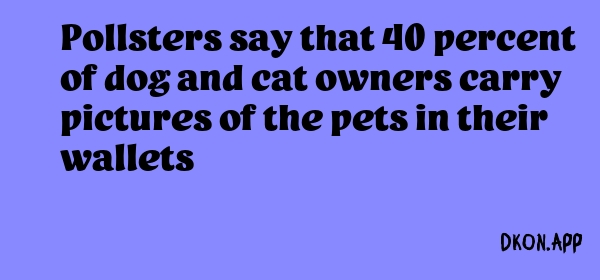 Pollsters say that 40 percent
of dog and cat owners carry
pictures of the pets in their
wallets
DKON.APP